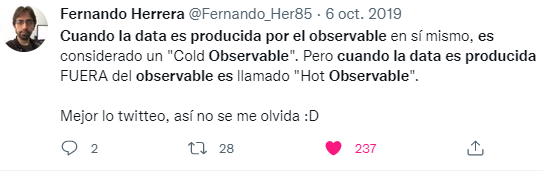 Fernando Herrera @Fernando_Her85 · 6 oct. 2019
Cuando la data es producida por el observable en sí mismo, es
considerado un "Cold Observable". Pero cuando la data es producida
FUERA del observable es llamado "Hot Observable".
Mejor lo twitteo, así no se me olvida :D
2 28 237